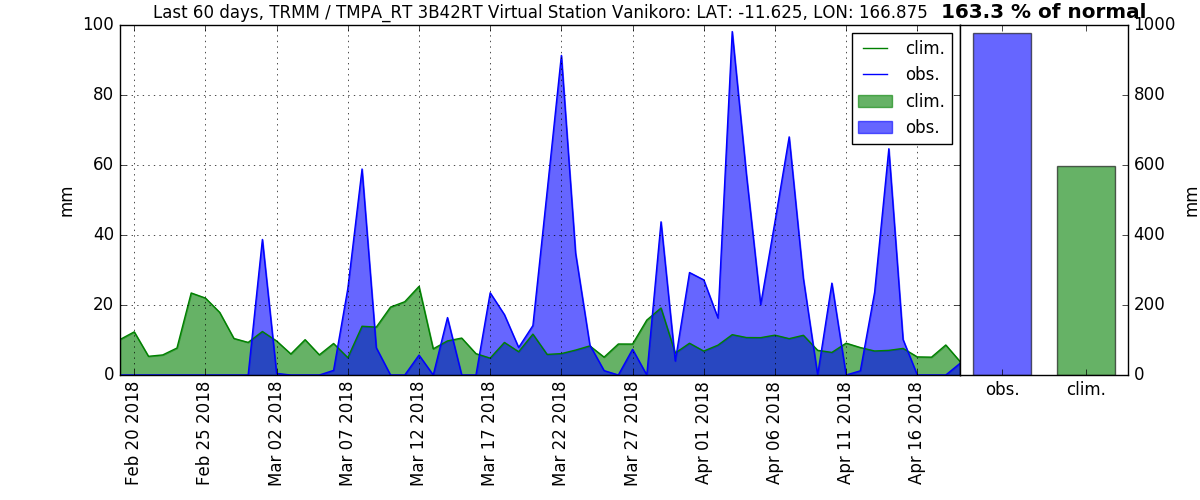 Last 60 days, TRMM / TMPA_RT 3B42RT Virtual Station Vanikoro: LAT: -11.625, LON: 166.875 163.3 % of normal
100
80
60
40
20
0
mm
clim.
obs.
clim.
obs.
1000
800
600
400
200
0
mm
Feb 20 2018
Feb 25 2018
Mar 02 2018
Mar 07 2018
Mar 12 2018
Mar 17 2018
Mar 22 2018
Mar 27 2018
Apr 01 2018
Apr 06 2018
Apr 11 2018
Apr 16 2018
obs. clim.